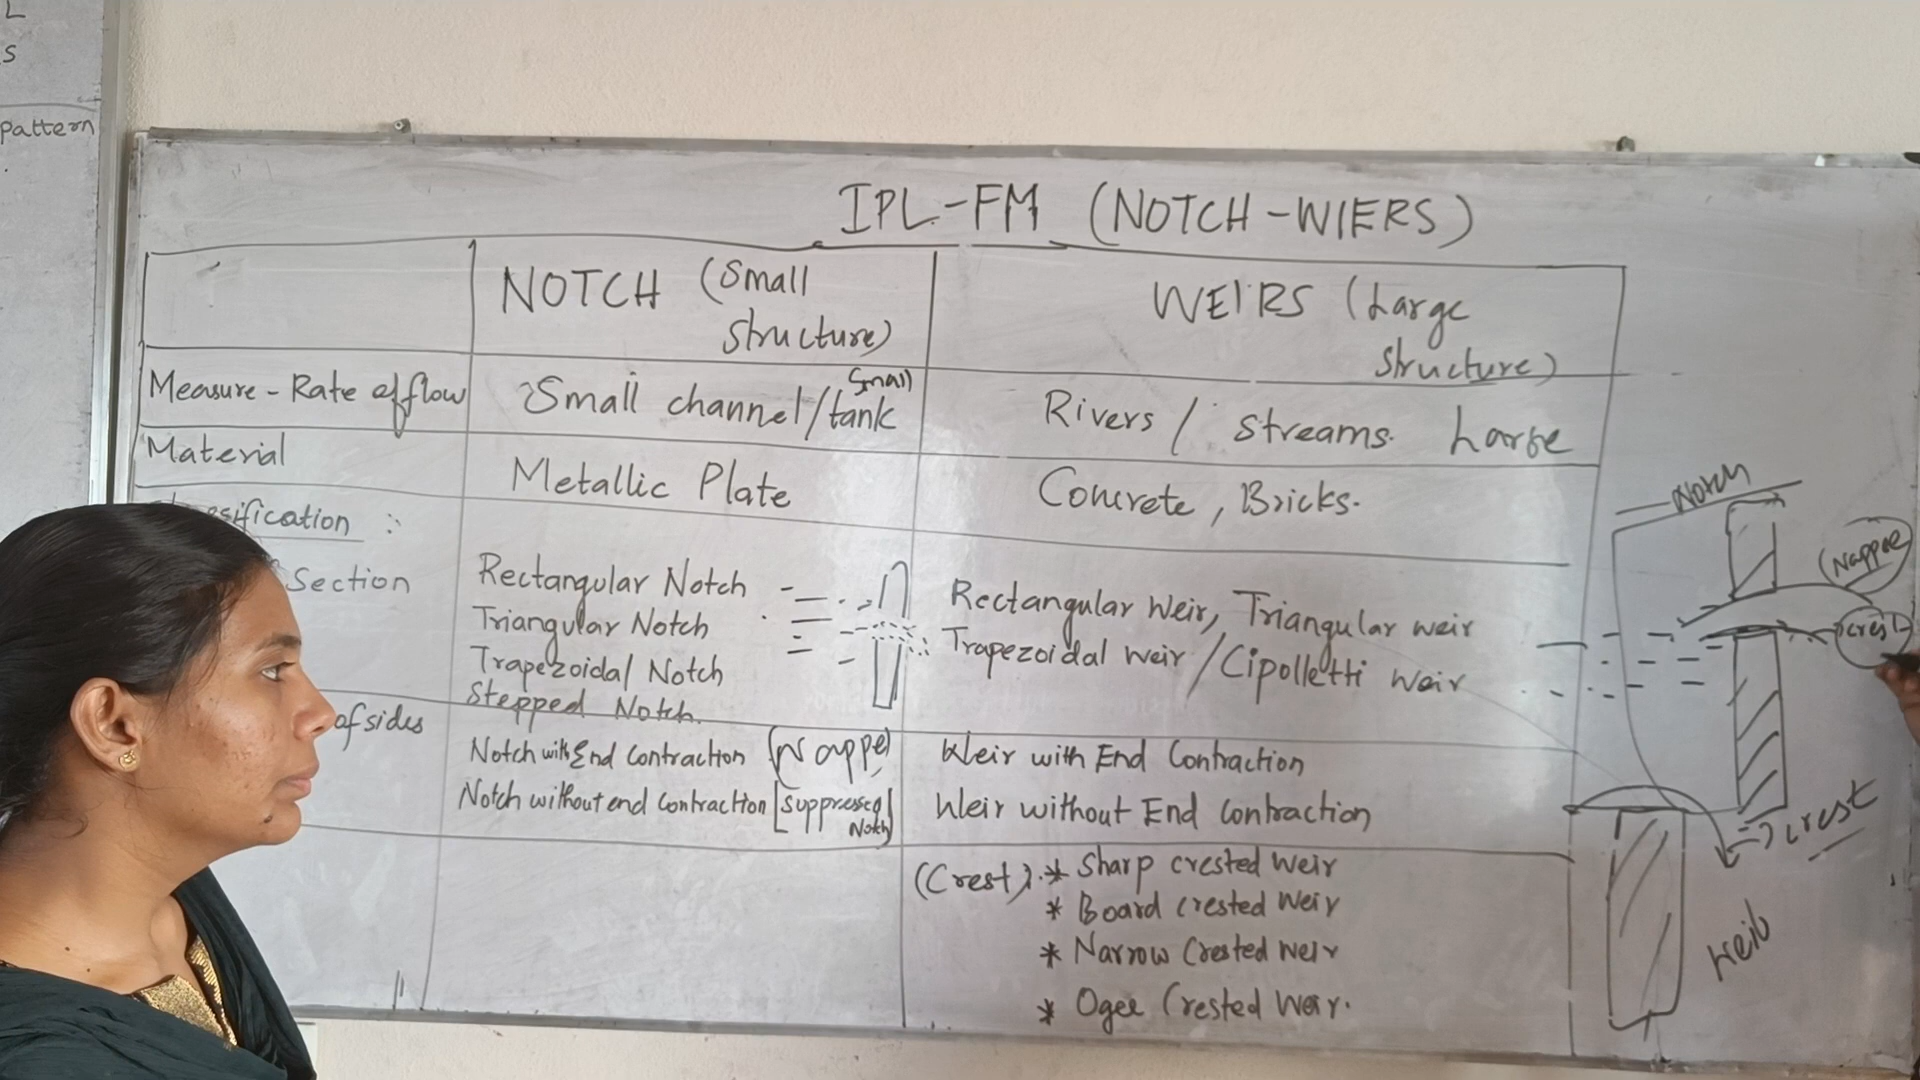 L
S
pattern
IPL-FM (NOTCH-WIERS)
NOTCH (Small structure)
WEIRS (Large structure)
Measure - Rate of flow
Small channel/small tank
Rivers / streams. Large
Material
Metallic Plate
Concrete, Bricks.
sification :
Section
Rectangular Notch
Triangular Notch
Trapezoidal Notch
Stepped Notch.
Rectangular Weir, Triangular weir
Trapezoidal weir / Cipolletti weir
of sides
Notch with End Contraction (Nappe)
Notch without end Contraction [Suppressed Notch]
Weir with End Contraction
Weir without End Contraction
(Crest). * Sharp crested Weir
* Board crested Weir
* Narrow Crested Weir
* Ogee Crested Weir.
Notch
(Nappe)
crest
=> crest